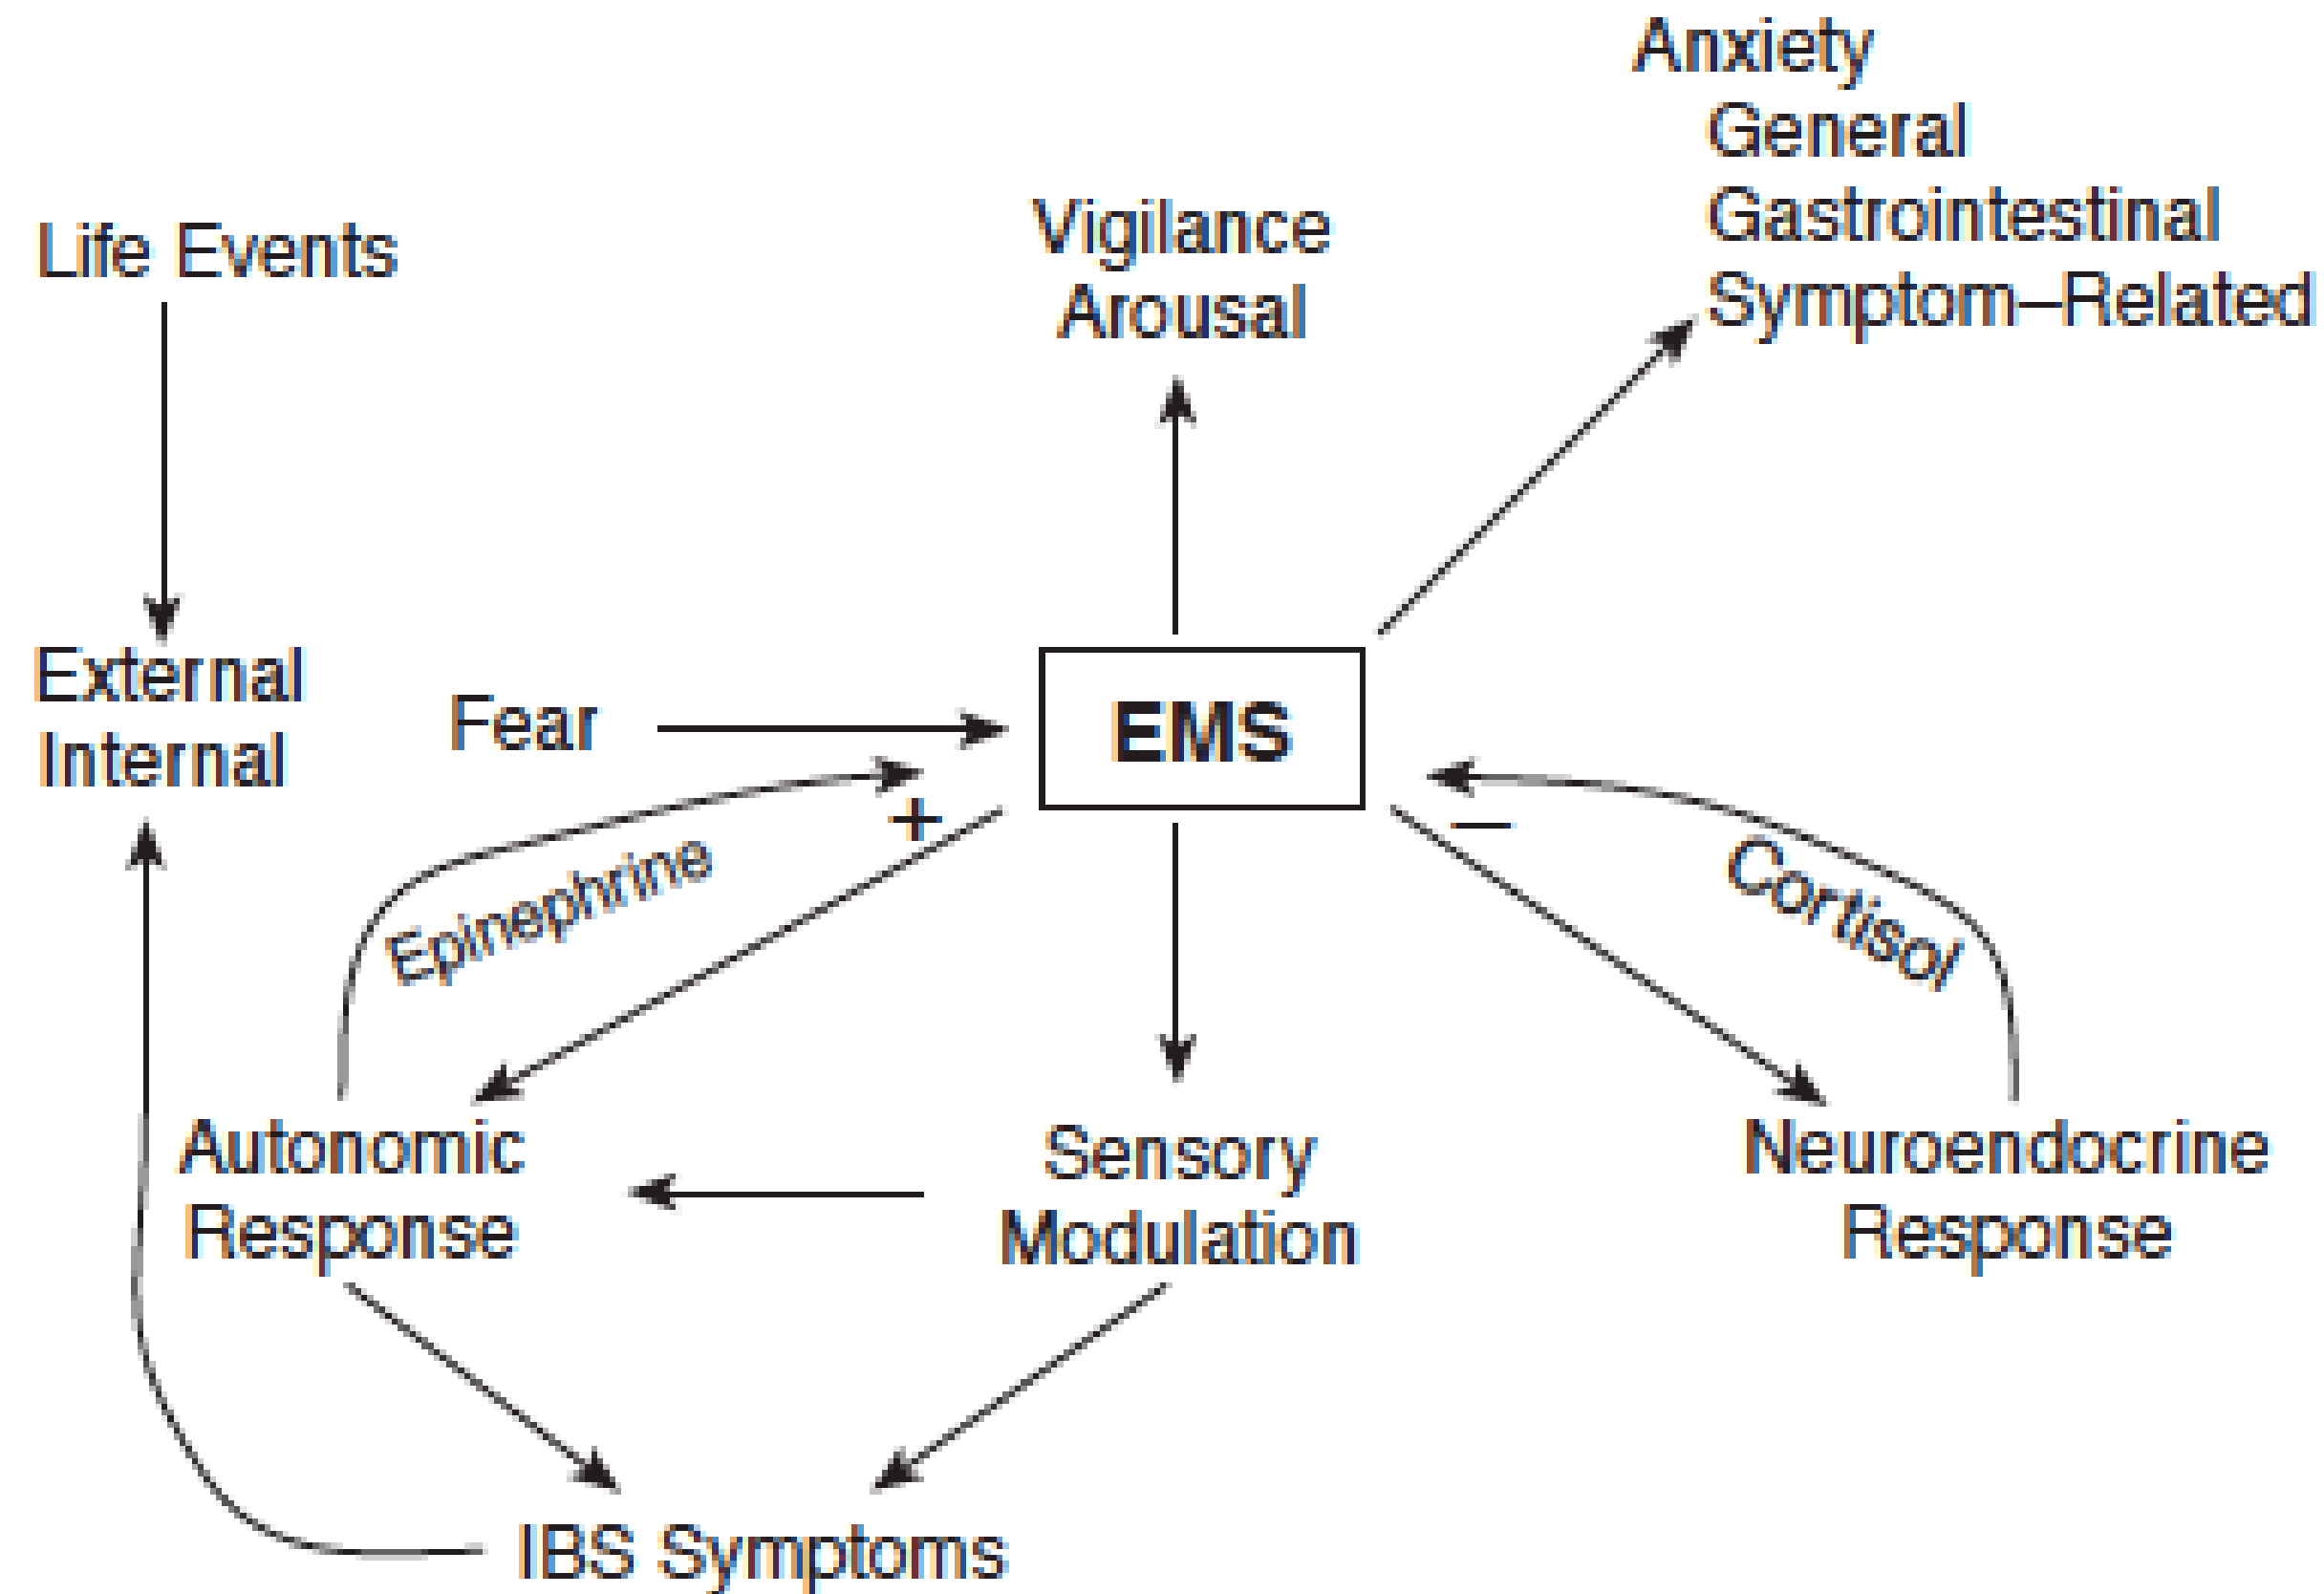 Anxiety
General
Gastrointestinal
Symptom–Related
Vigilance
Arousal
Life Events
External
Internal
Fear
EMS
+
–
Epinephrine
Cortisol
Autonomic
Response
Sensory
Modulation
Neuroendocrine
Response
IBS Symptoms